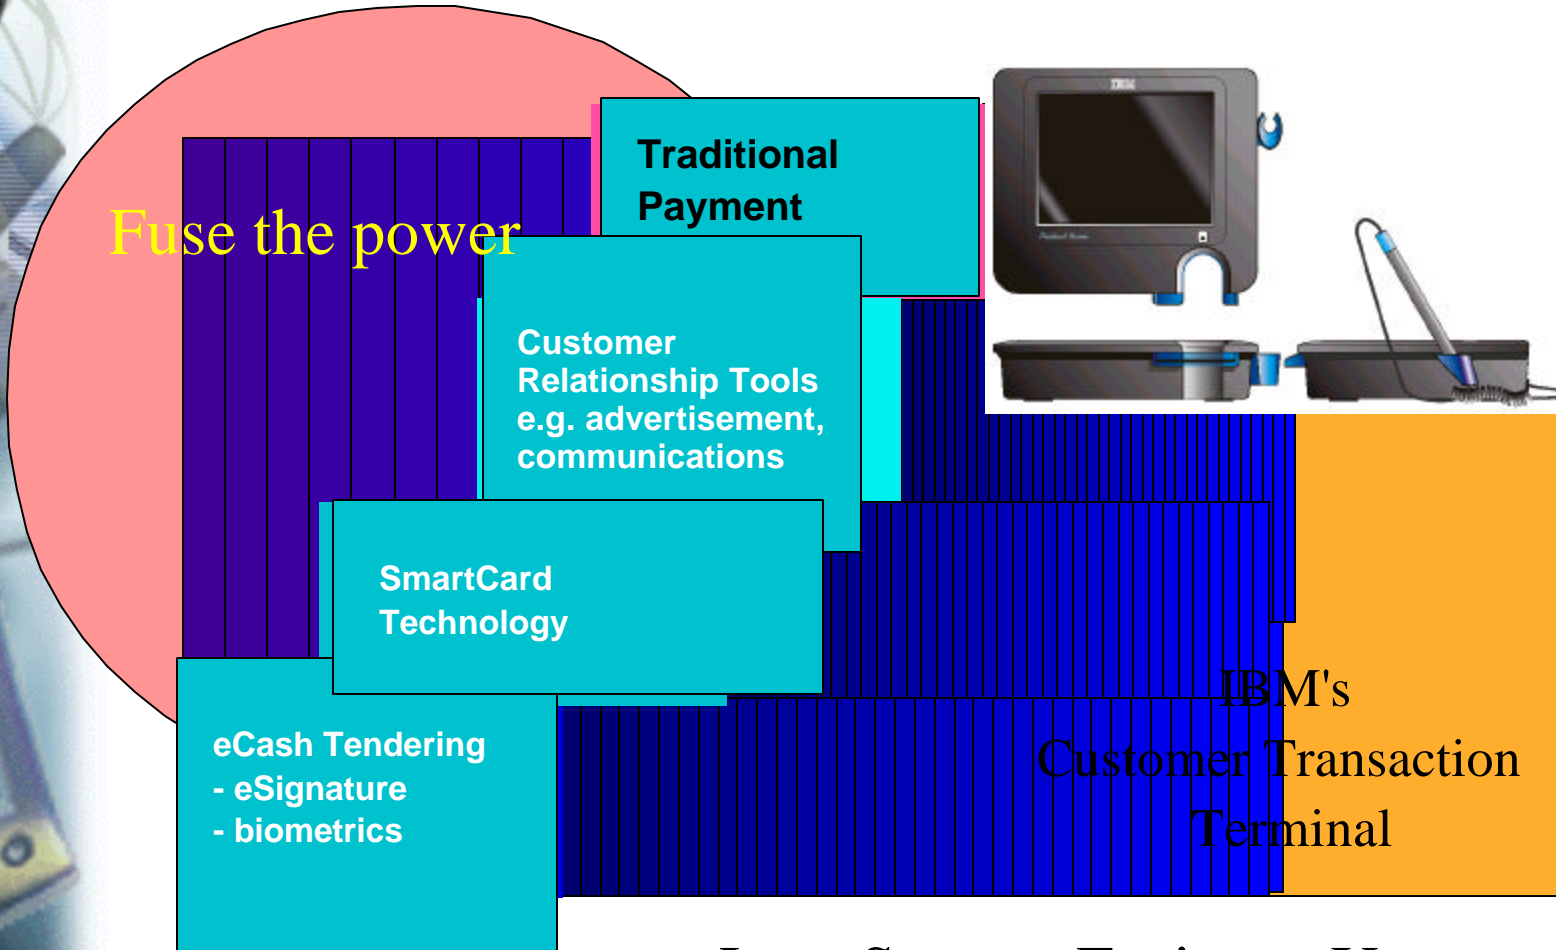 Traditional
Payment
Fuse the power
Customer
Relationship Tools
e.g. advertisement,
communications
SmartCard
Technology
eCash Tendering
- eSignature
- biometrics
IBM
IBM's
Customer Transaction
Terminal